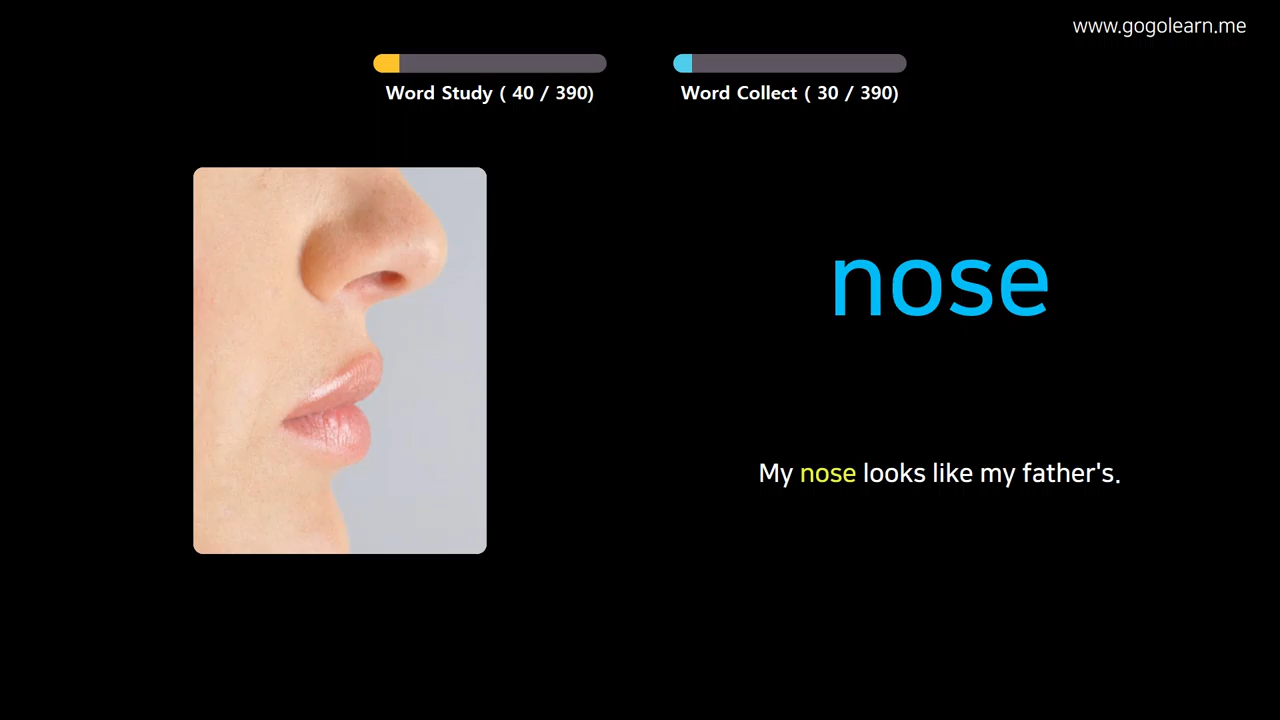 www.gogolearn.me
Word Study ( 40 / 390)
Word Collect ( 30 / 390)
nose
My nose looks like my father's.